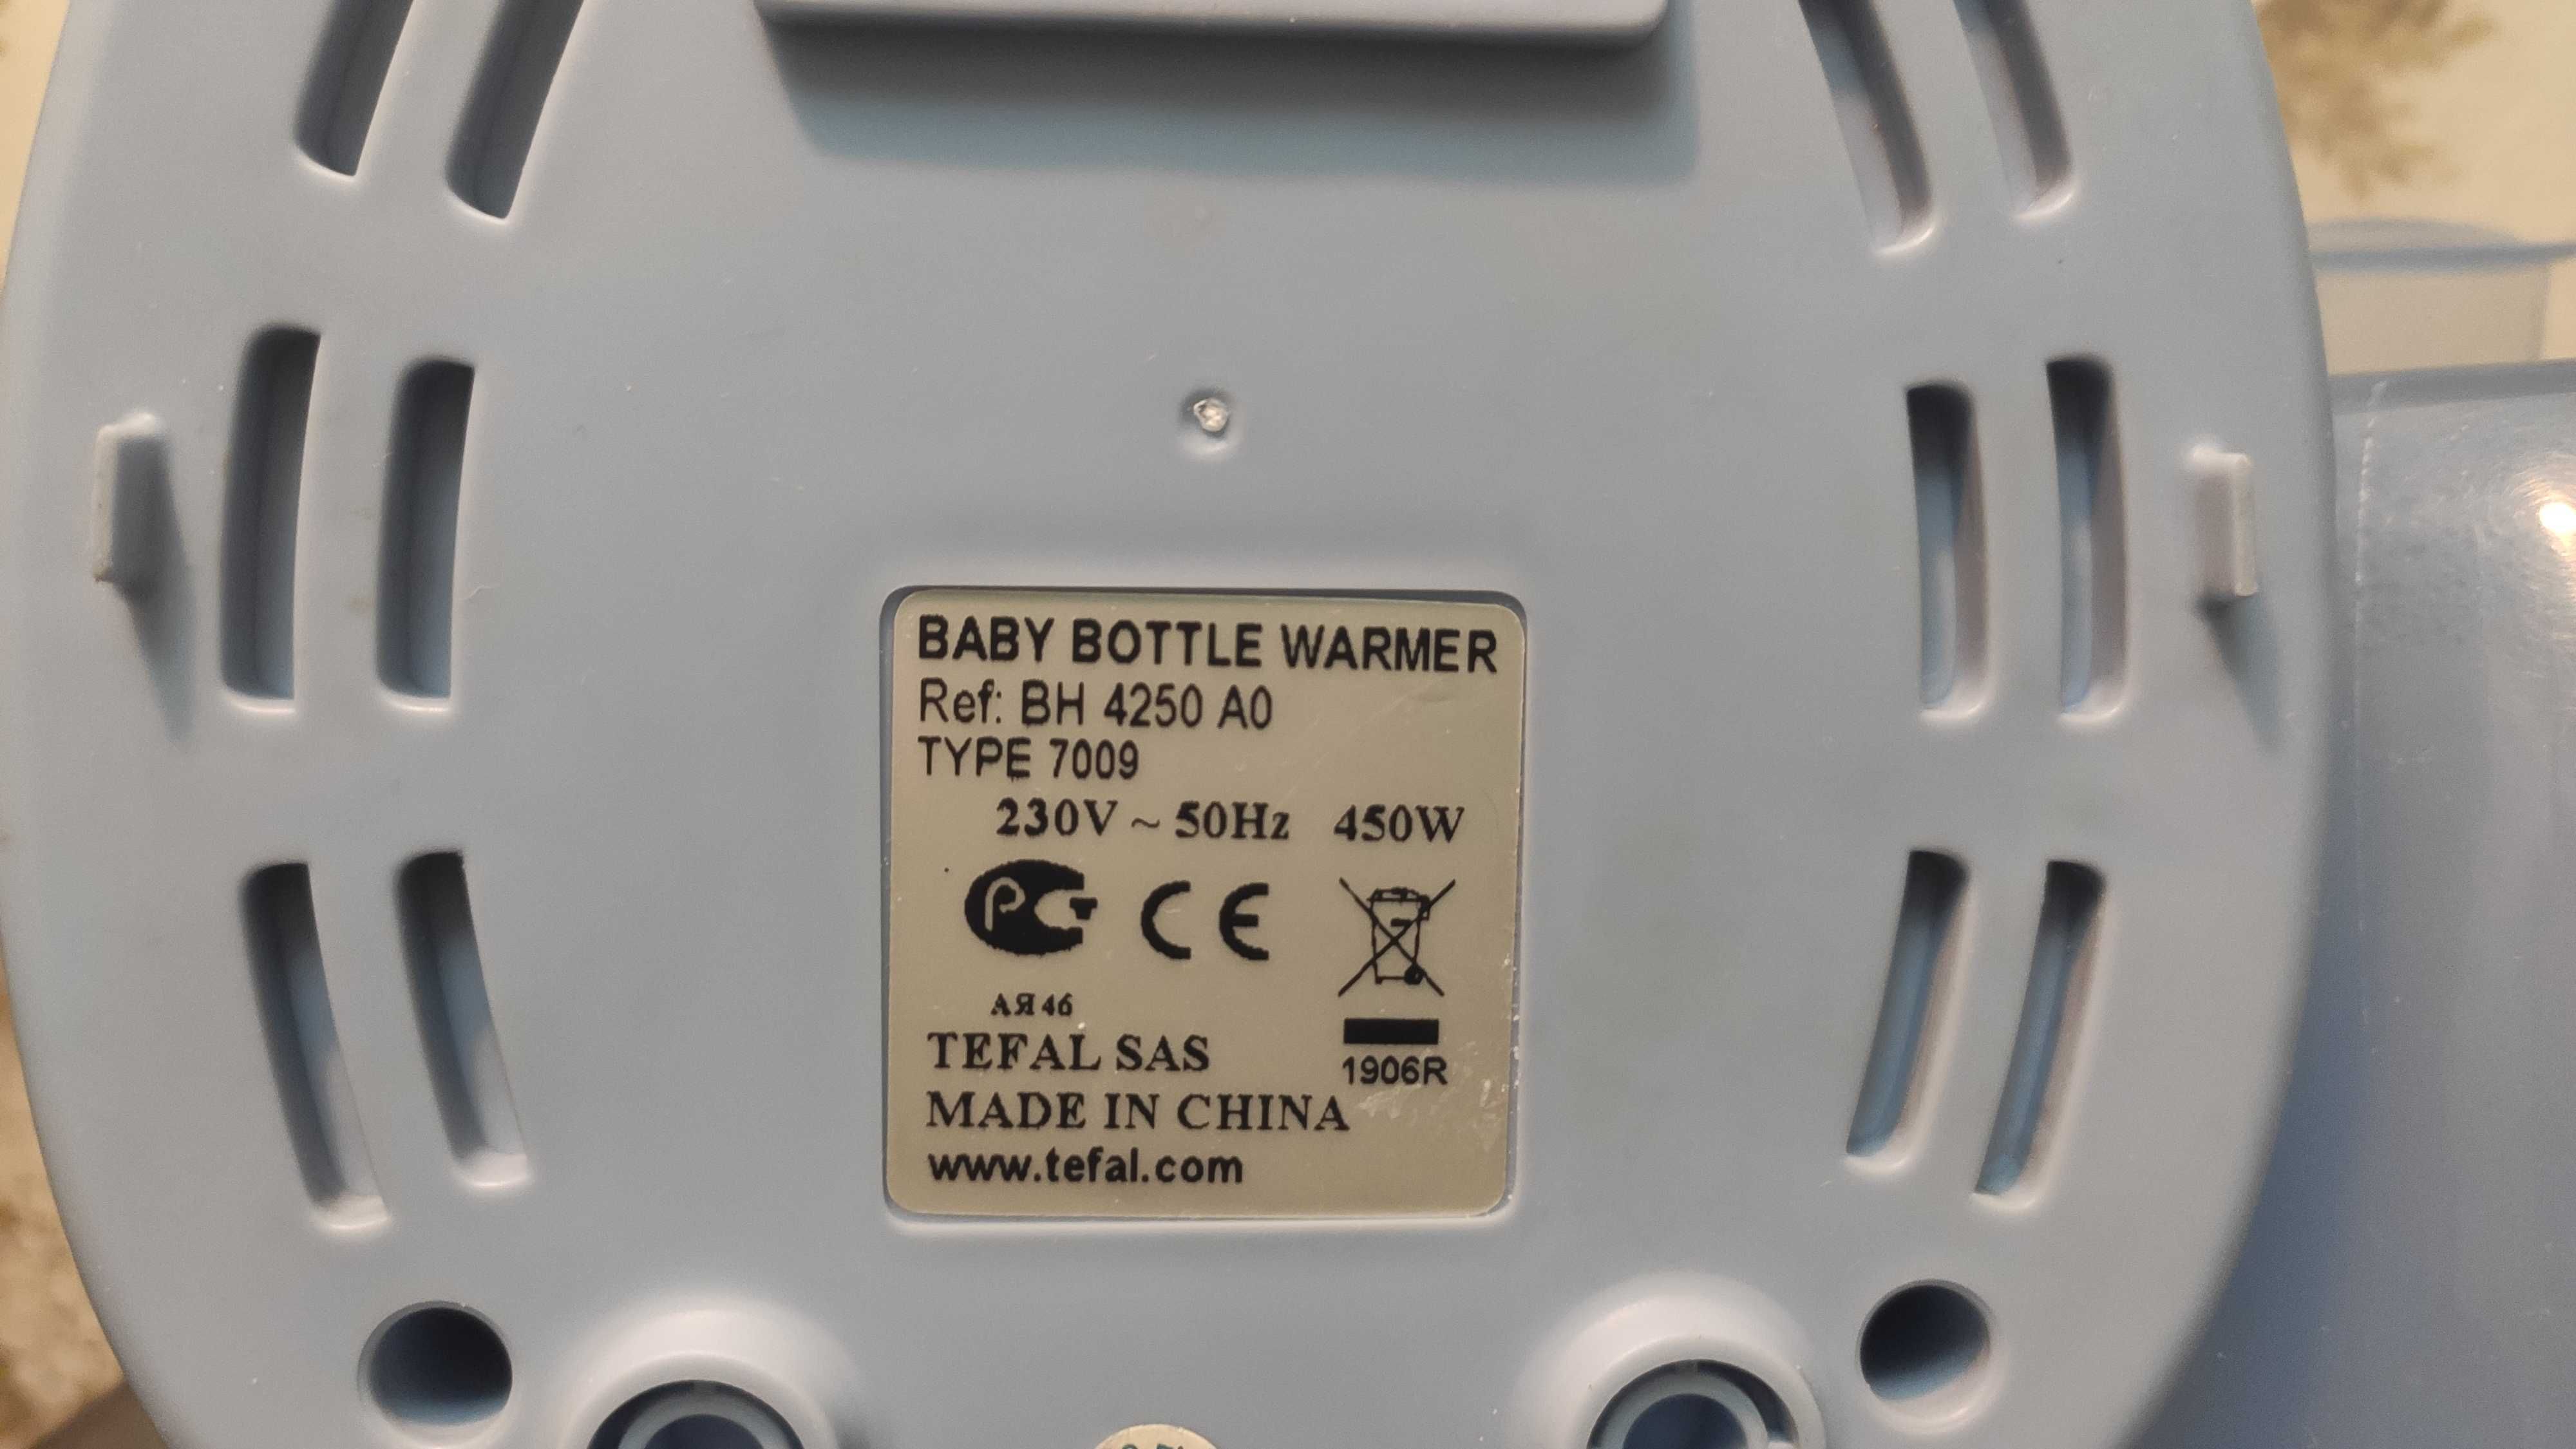 BABY BOTTLE WARMER
Ref: BH 4250 A0
TYPE 7009
230V ~ 50Hz 450W
РСТ CE
АЯ46
TEFAL SAS
1906R
MADE IN CHINA
www.tefal.com